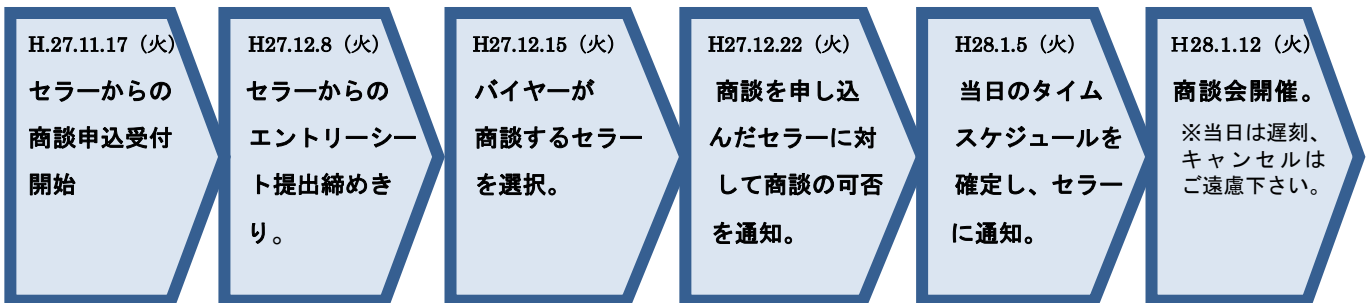 H.27.11.17（火）
セラーからの
商談申込受付
開始
H27.12.8（火）
セラーからの
エントリーシー
ト提出締めき
り。
H27.12.15（火）
バイヤーが
商談するセラー
を選択。
H27.12.22（火）
商談を申し込
んだセラーに対
して商談の可否
を通知。
H28.1.5（火）
当日のタイム
スケジュールを
確定し、セラー
に通知。
Ｈ28.1.12（火）
商談会開催。
※当日は遅刻、
キャンセルは
ご遠慮下さい。